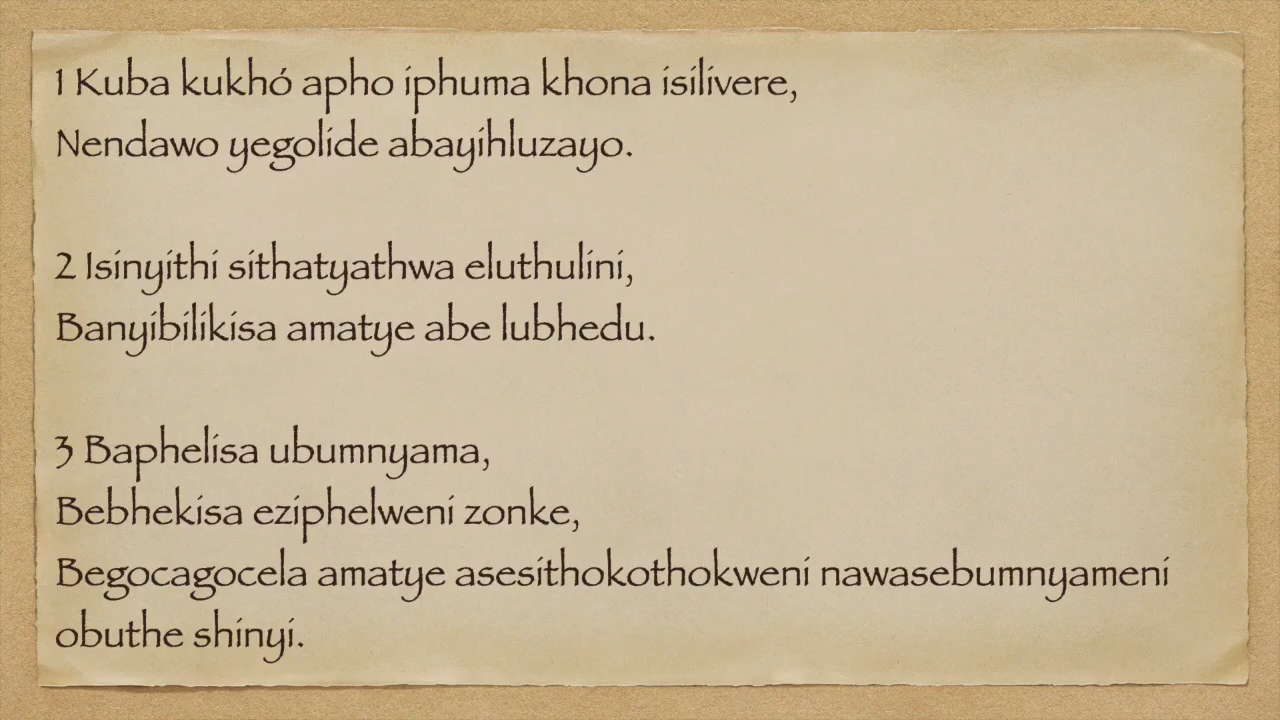 1 Kuba kukhó apho iphuma khona isilivere,
Nendawo yegolide abayihluzayo.
2 Isinyithi sithatyathwa eluthulini,
Banyibilikisa amatye abe lubhedu.
3 Baphelisa ubumnyama,
Bebhekisa eziphelweni zonke,
Begocagocela amatye asesithokothokweni nawasebumnyameni
obuthe shinyi.